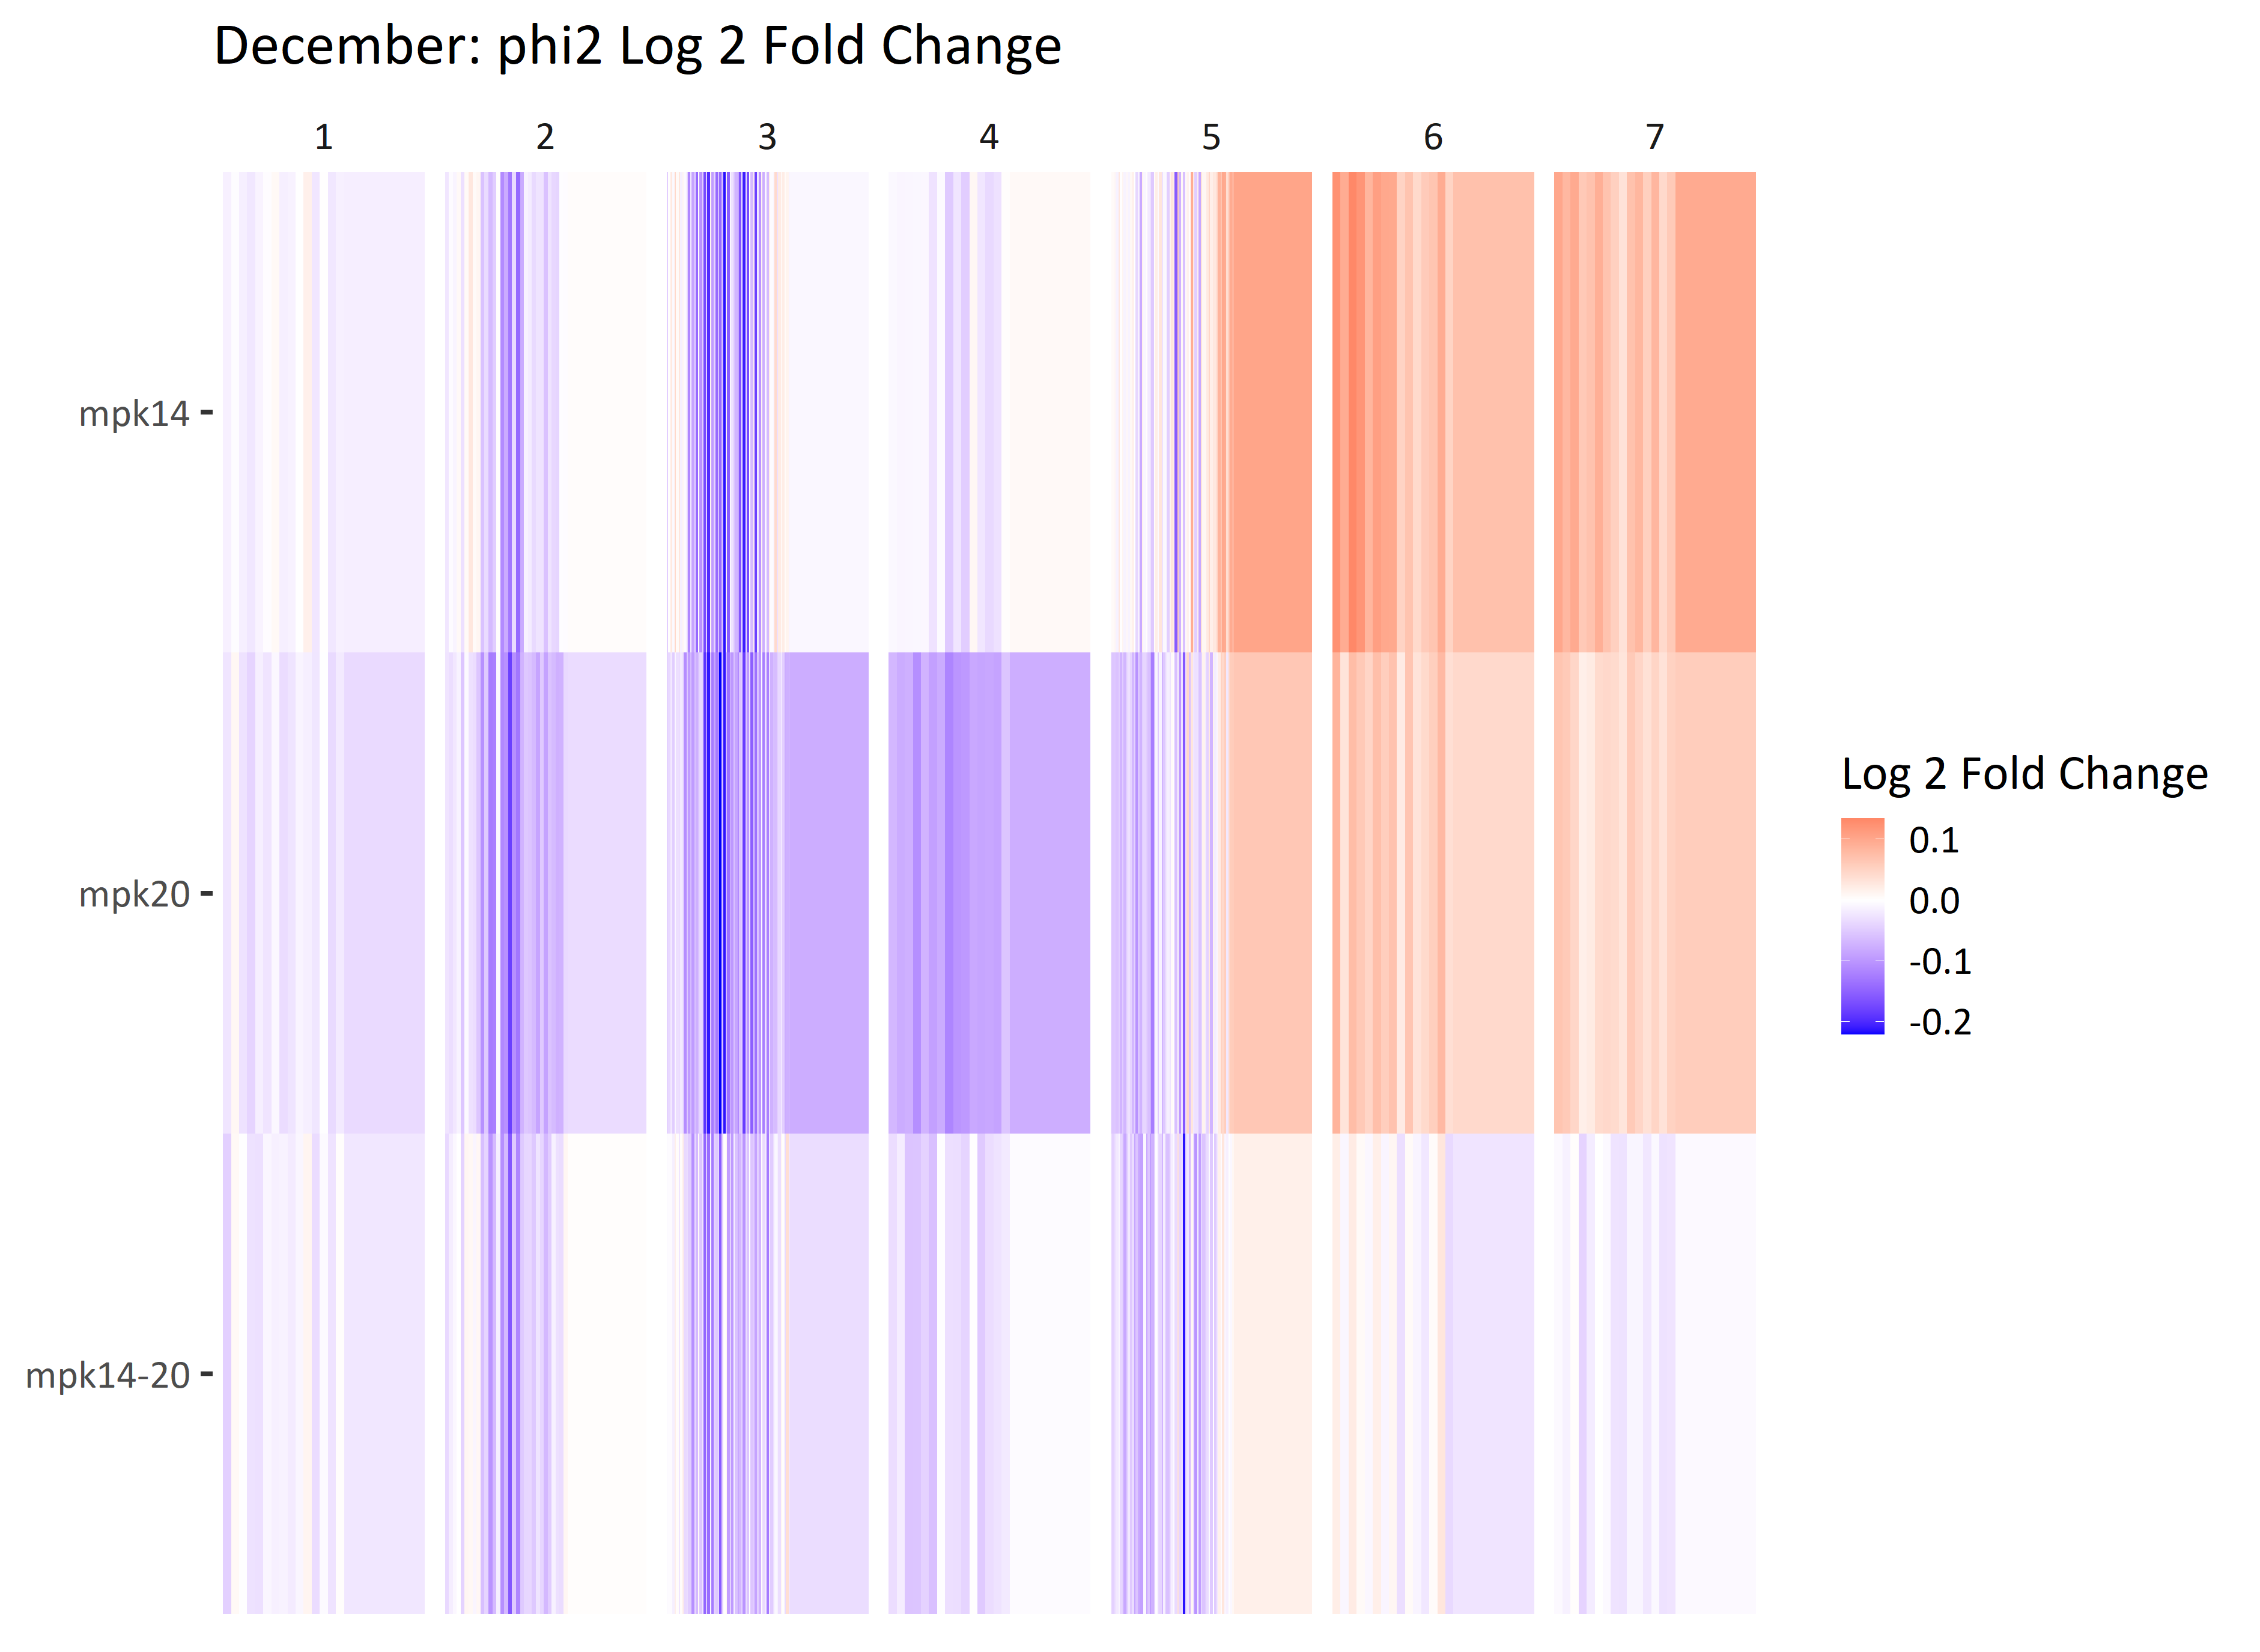 December: phi2 Log 2 Fold Change
1 2 3 4 5 6 7
mpk14
mpk20
mpk14-20
Log 2 Fold Change
0.1
0.0
-0.1
-0.2